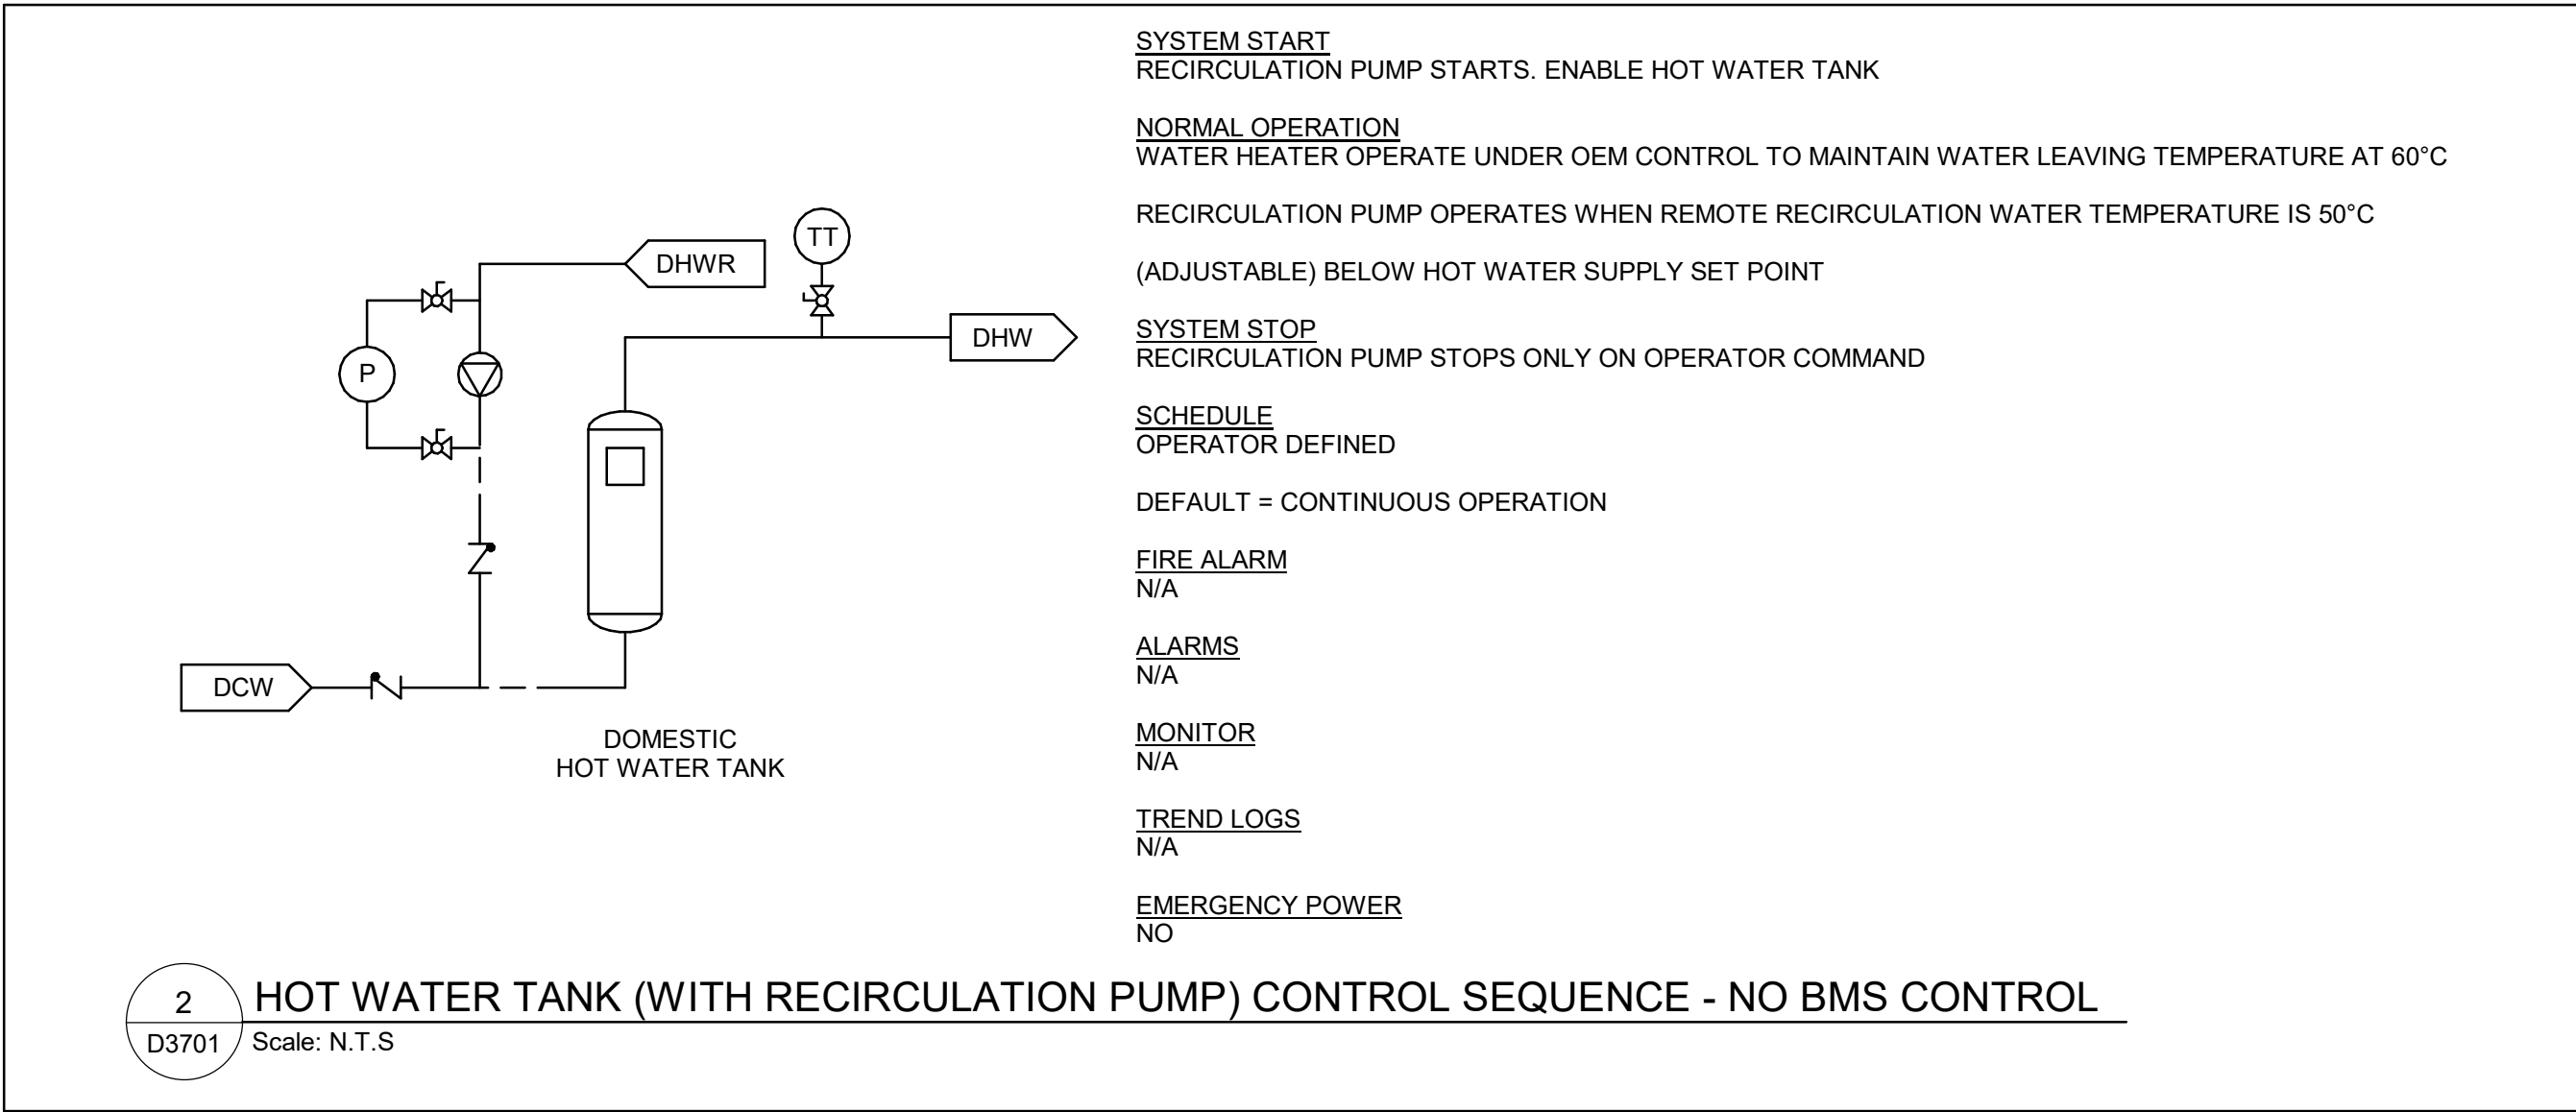 SYSTEM START
RECIRCULATION PUMP STARTS. ENABLE HOT WATER TANK
NORMAL OPERATION
WATER HEATER OPERATE UNDER OEM CONTROL TO MAINTAIN WATER LEAVING TEMPERATURE AT 60°C
RECIRCULATION PUMP OPERATES WHEN REMOTE RECIRCULATION WATER TEMPERATURE IS 50°C
(ADJUSTABLE) BELOW HOT WATER SUPPLY SET POINT
SYSTEM STOP
RECIRCULATION PUMP STOPS ONLY ON OPERATOR COMMAND
SCHEDULE
OPERATOR DEFINED
DEFAULT = CONTINUOUS OPERATION
FIRE ALARM
N/A
ALARMS
N/A
MONITOR
N/A
TREND LOGS
N/A
EMERGENCY POWER
NO
TT
DHWR
DHW
P
DCW
DOMESTIC
HOT WATER TANK
2
D3701
HOT WATER TANK (WITH RECIRCULATION PUMP) CONTROL SEQUENCE - NO BMS CONTROL
Scale: N.T.S